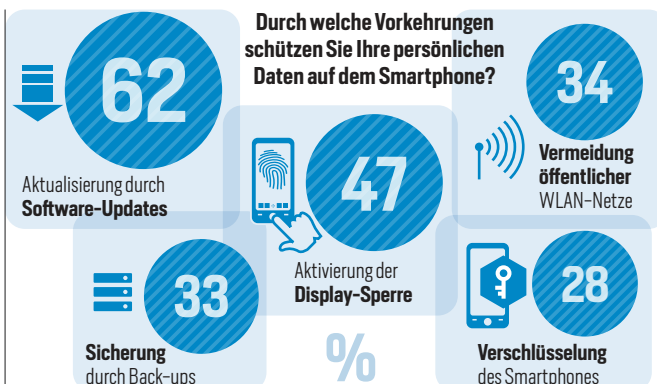 Durch welche Vorkehrungen
schützen Sie Ihre persönlichen
Daten auf dem Smartphone?
62
Aktualisierung durch
Software-Updates
47
Aktivierung der
Display-Sperre
34
Vermeidung
öffentlicher
WLAN-Netze
33
Sicherung
durch Back-ups
28
Verschlüsselung
des Smartphones
%